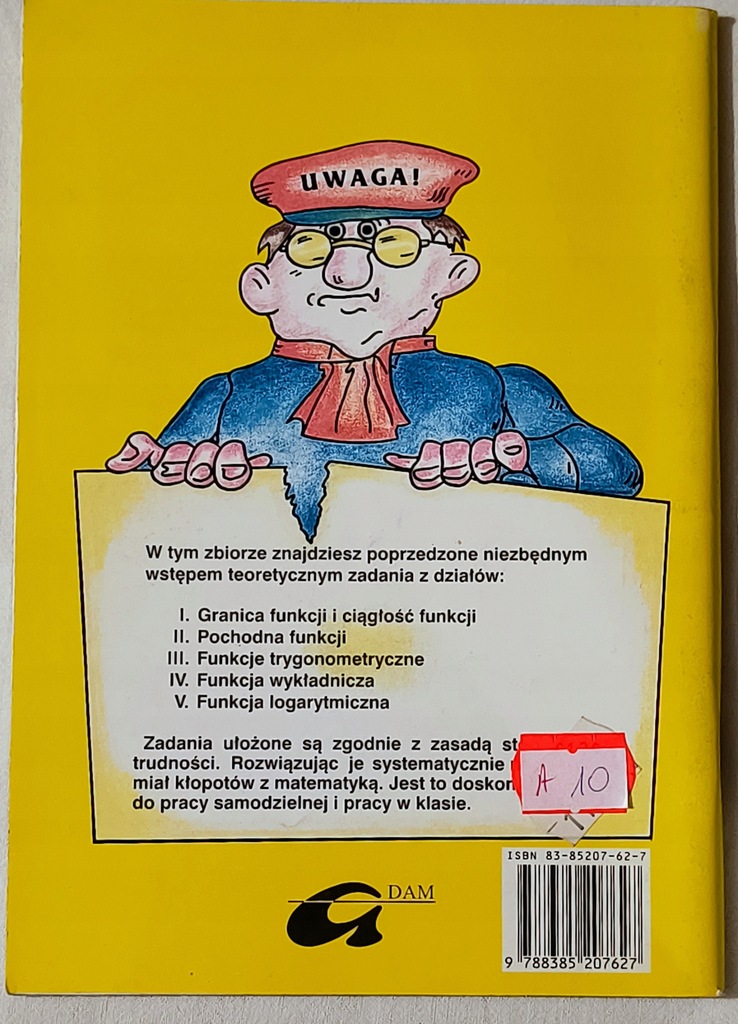 UWAGA!
W tym zbiorze znajdziesz poprzedzone niezbędnym
wstępem teoretycznym zadania z działów:
I. Granica funkcji i ciągłość funkcji
II. Pochodna funkcji
III. Funkcje trygonometryczne
IV. Funkcja wykładnicza
V. Funkcja logarytmiczna
Zadania ułożone są zgodnie z zasadą
trudności. Rozwiązując je systematycznie
miał kłopotów z matematyką. Jest to
do pracy samodzielnej i pracy w klasie.
A 10
ISBN 83-85207-62-7
DAM
9 788385 207627